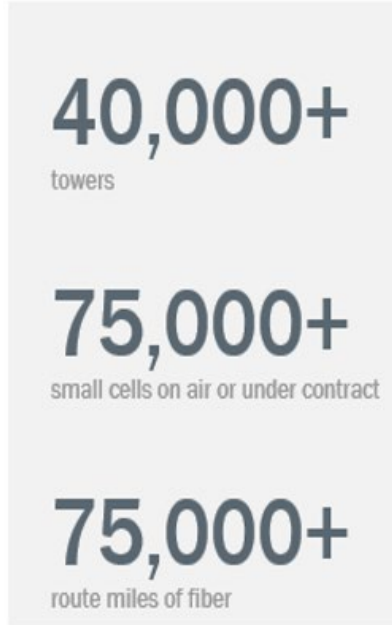 40,000+
towers
75,000+
small cells on air or under contract
75,000+
route miles of fiber